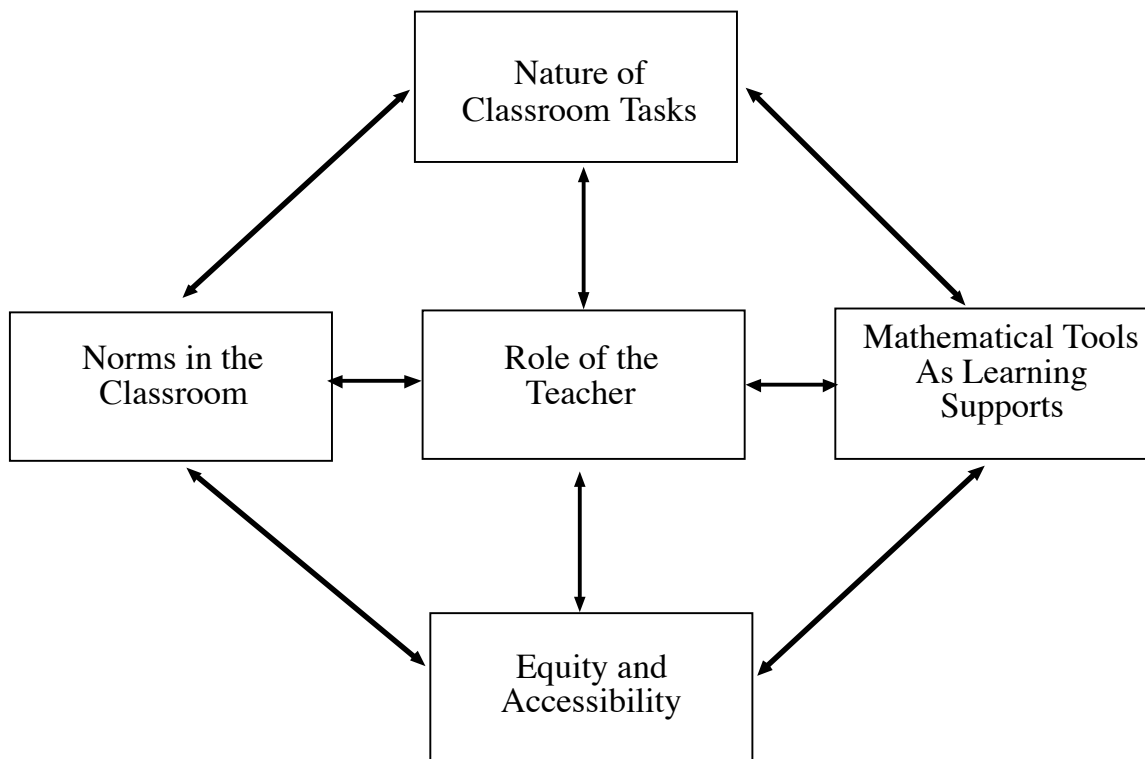 Nature of
Classroom Tasks
Norms in the
Classroom
Role of the
Teacher
Mathematical Tools
As Learning
Supports
Equity and
Accessibility